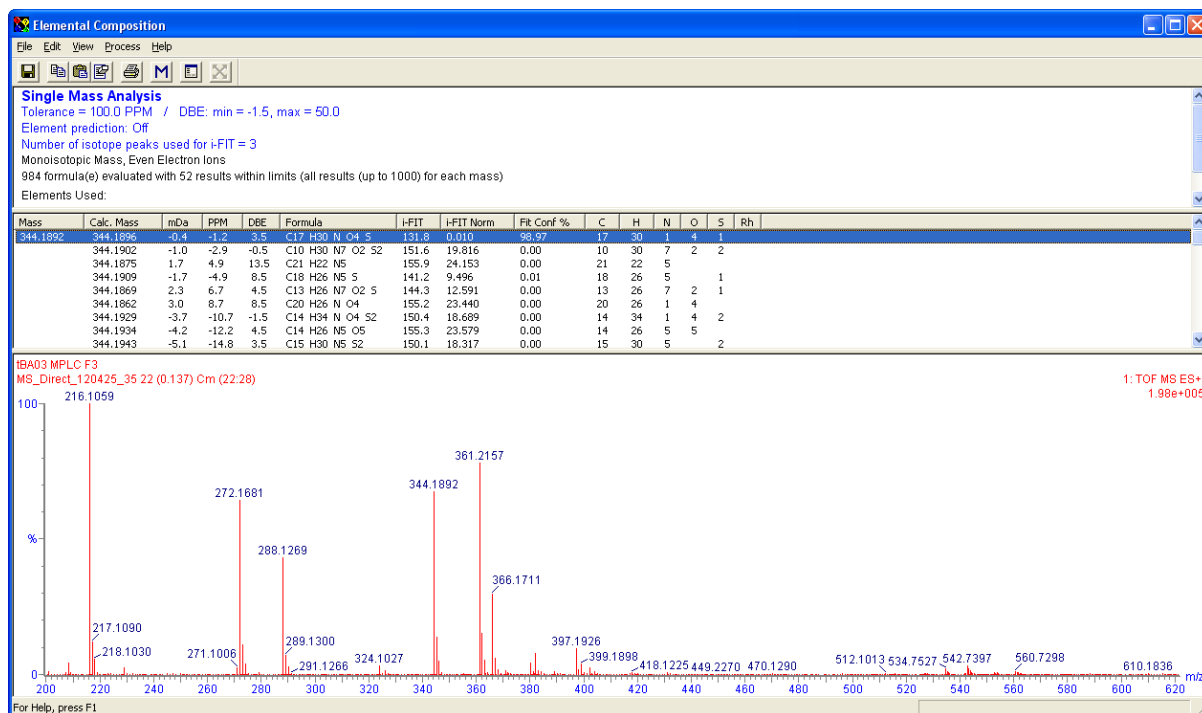 Elemental Composition
File Edit View Process Help
M
Single Mass Analysis
Tolerance = 100.0 PPM / DBE: min = -1.5, max = 50.0
Element prediction: Off
Number of isotope peaks used for i-FIT = 3
Monoisotopic Mass, Even Electron Ions
984 formula(e) evaluated with 52 results within limits (all results (up to 1000) for each mass)
Elements Used:
Mass Calc. Mass mDa PPM DBE Formula i-FIT i-FIT Norm Fit Conf % C H N O S Rh
344.1892 344.1896 -0.4 -1.2 3.5 C17 H30 N O4 S 131.8 0.010 98.97 17 30 1 4 1
344.1902 -1.0 -2.9 -0.5 C10 H30 N7 O2 S2 151.6 19.816 0.00 10 30 7 2 2
344.1875 1.7 4.9 13.5 C21 H22 N5 155.9 24.153 0.00 21 22 5
344.1909 -1.7 -4.9 8.5 C18 H26 N5 S 141.2 9.496 0.01 18 26 5 1
344.1869 2.3 6.7 4.5 C13 H26 N7 O2 S 144.3 12.591 0.00 13 26 7 2 1
344.1862 3.0 8.7 8.5 C20 H26 N O4 155.2 23.440 0.00 20 26 1 4
344.1929 -3.7 -10.7 -1.5 C14 H34 N O4 S2 150.4 18.689 0.00 14 34 1 4 2
344.1934 -4.2 -12.2 4.5 C14 H26 N5 O5 155.3 23.579 0.00 14 26 5 5
344.1943 -5.1 -14.8 3.5 C15 H30 N5 S2 150.1 18.317 0.00 15 30 5 2
tBA03 MPLC F3
MS_Direct_120425_35 22 (0.137) Cm (22:28)
1: TOF MS ES+
1.98e+005
100
%
0
216.1059
217.1090
218.1030
271.1006
272.1681
288.1269
289.1300
291.1266
324.1027
344.1892
361.2157
366.1711
397.1926
399.1898
418.1225
449.2270
470.1290
512.1013
534.7527
542.7397
560.7298
610.1836
200 220 240 260 280 300 320 340 360 380 400 420 440 460 480 500 520 540 560 580 600 620 m/z
For Help, press F1